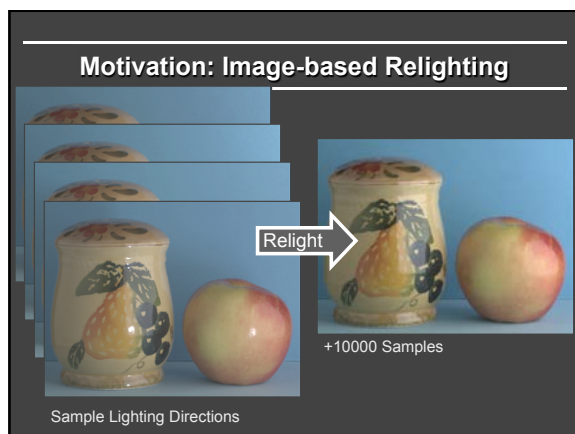 Motivation: Image-based Relighting
Relight
+10000 Samples
Sample Lighting Directions